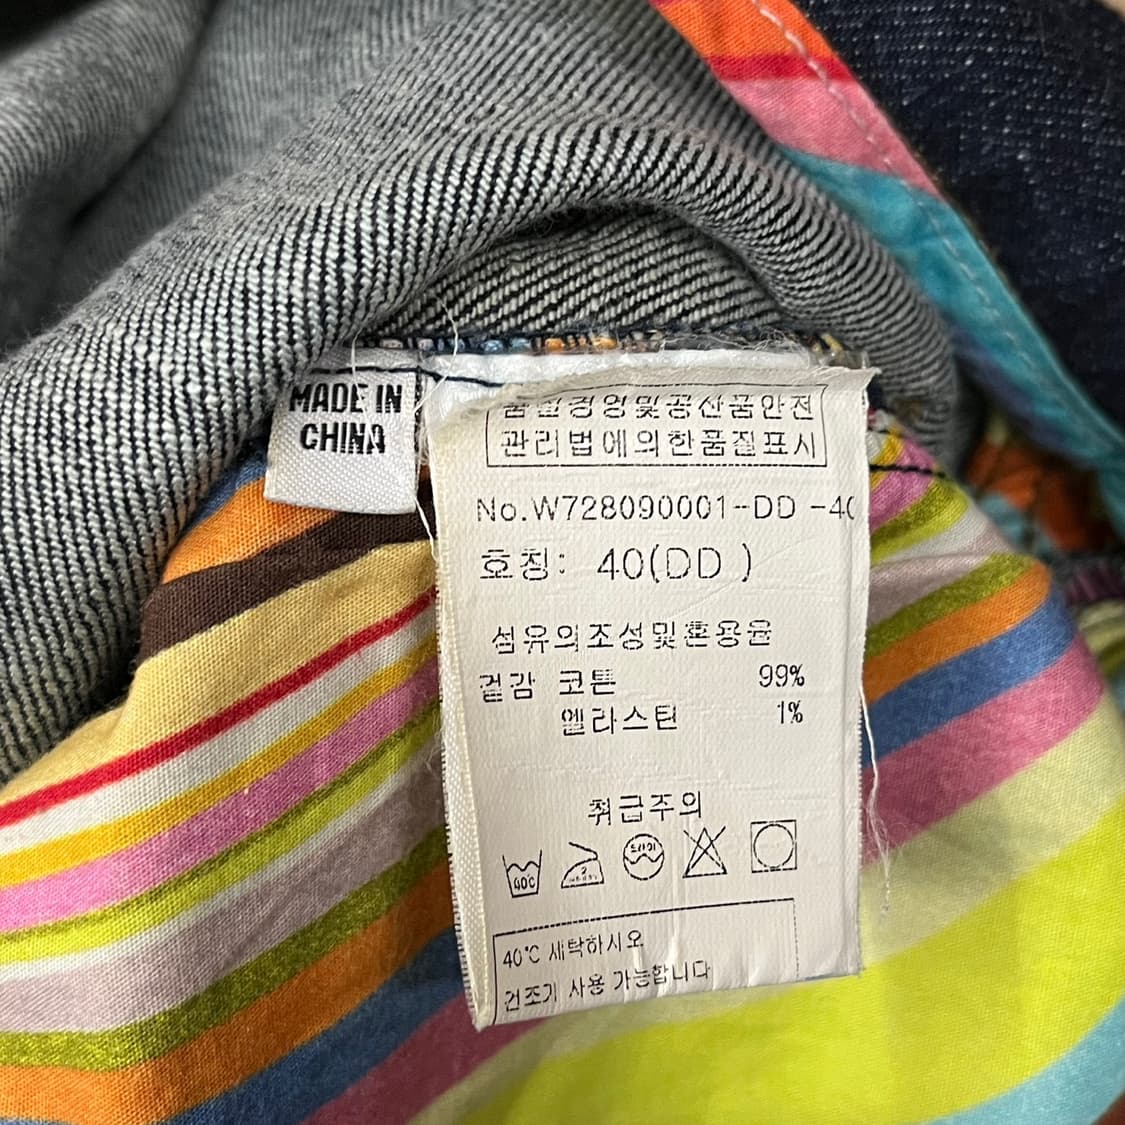 MADE IN
CHINA
품질경영및공산품안전
관리법에의한품질표시
No.W728090001-DD -40
호칭: 40(DD )
섬유의조성및혼용율
겉감 코튼 99%
엘라스틴 1%
취급주의
40℃
40℃ 세탁하시오
건조기 사용 가능합니다